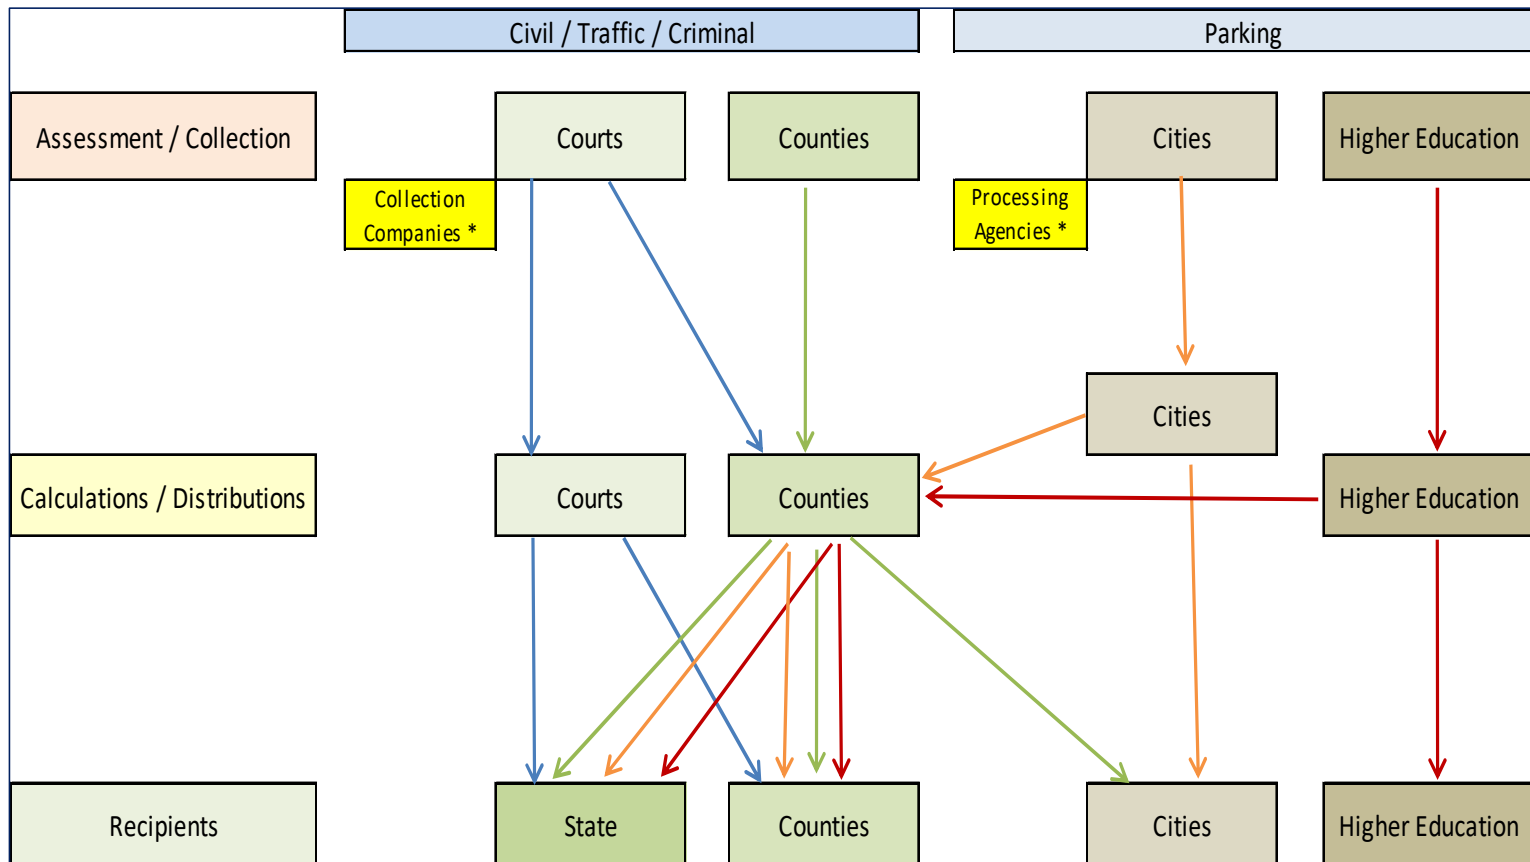 Civil / Traffic / Criminal
Parking
Assessment / Collection
Courts
Counties
Cities
Higher Education
Collection
Companies *
Processing
Agencies *
Cities
Calculations / Distributions
Courts
Counties
Higher Education
Recipients
State
Counties
Cities
Higher Education